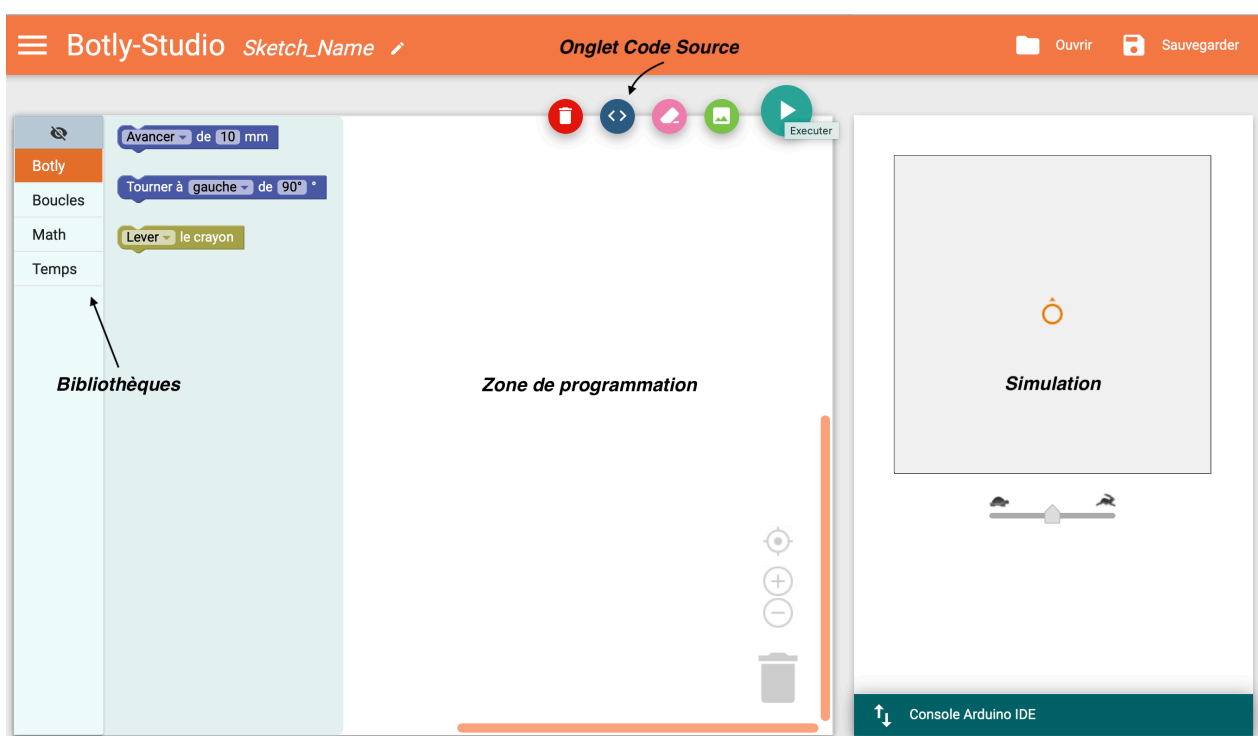 Botly-Studio Sketch_Name
Onglet Code Source
Ouvrir
Sauvegarder
Executer
Botly
Boucles
Math
Temps
Avancer de 10 mm
Tourner à gauche de 90° °
Lever le crayon
Bibliothèques
Zone de programmation
Simulation
Console Arduino IDE